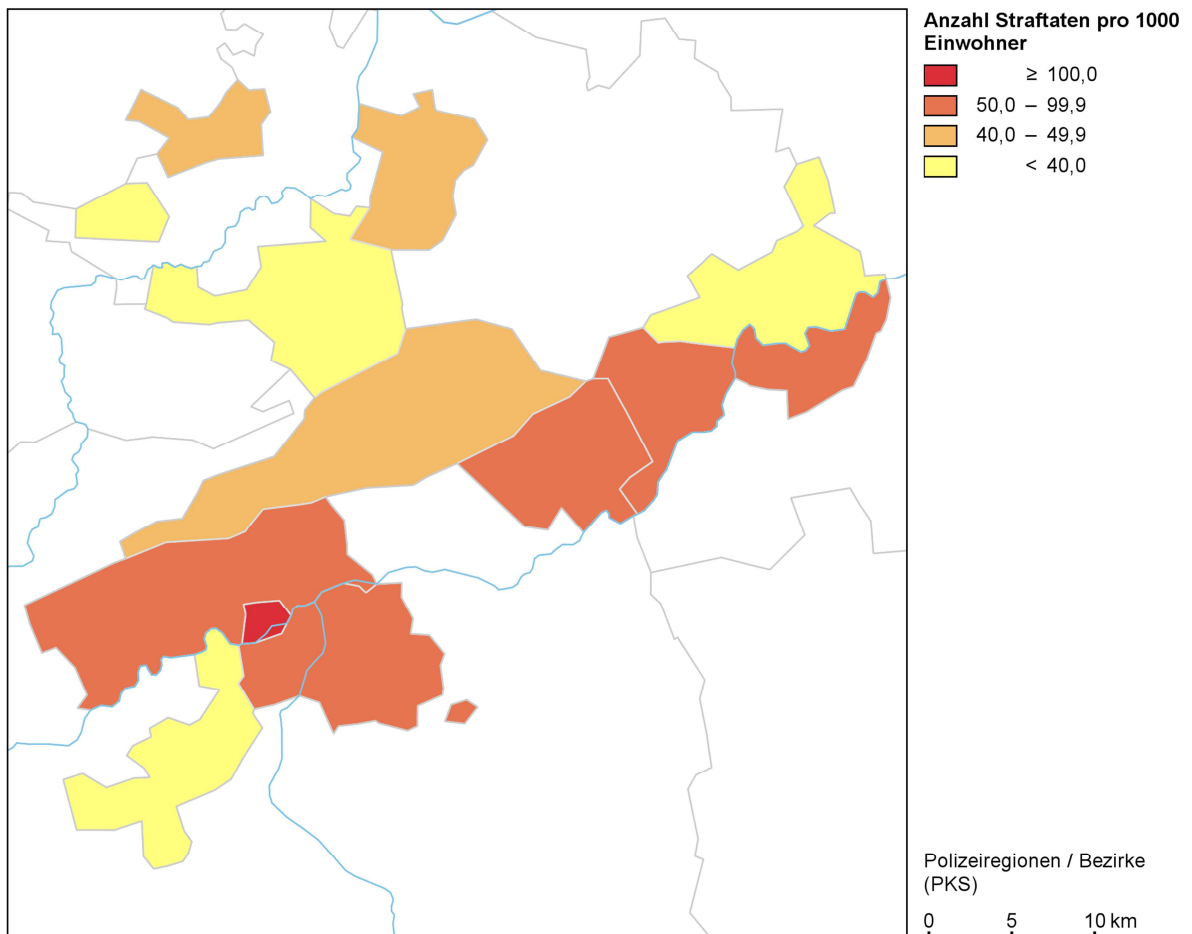 Anzahl Straftaten pro 1000
Einwohner
≥ 100,0
50,0 – 99,9
40,0 – 49,9
< 40,0
Polizeiregionen / Bezirke
(PKS)
0 5 10 km